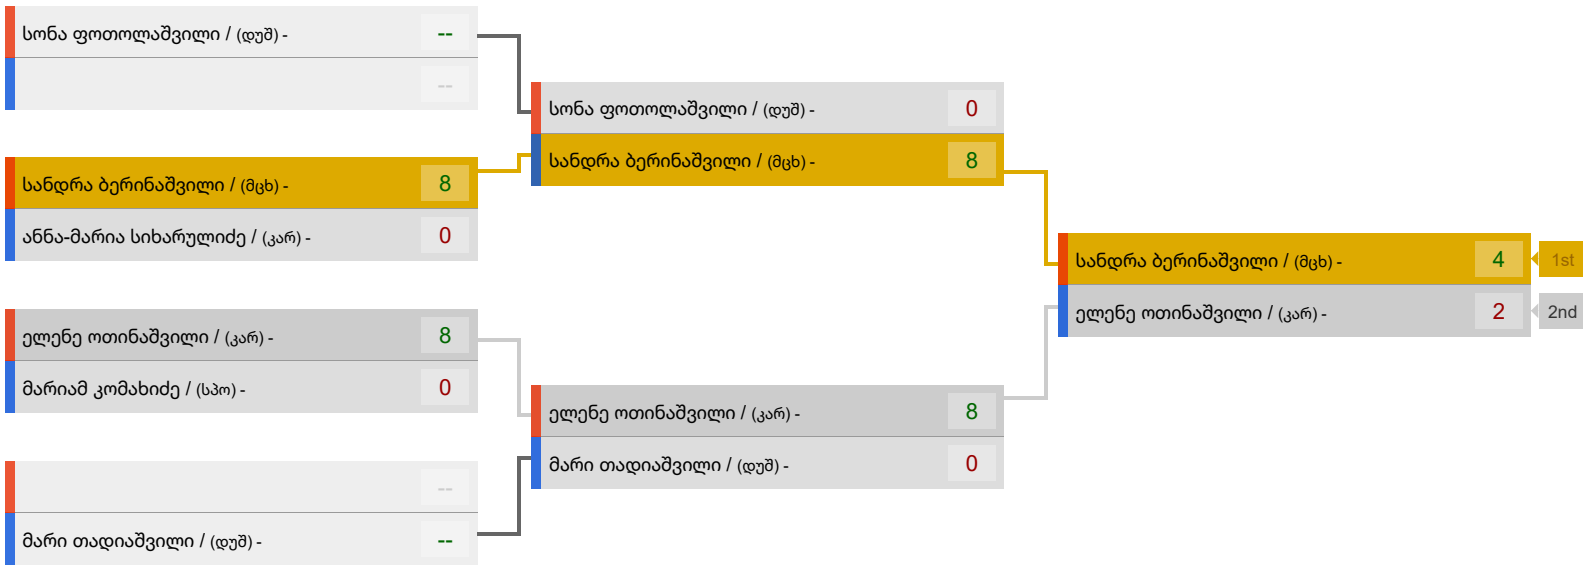 სონა ფოთოლაშვილი / (დუშ) - --
--
სანდრა ბერინაშვილი / (მცხ) - 8
ანნა-მარია სიხარულიძე / (კარ) - 0
ელენე ოთინაშვილი / (კარ) - 8
მარიამ კომახიძე / (სპო) - 0
--
მარი თადიაშვილი / (დუშ) - --
სონა ფოთოლაშვილი / (დუშ) - 0
სანდრა ბერინაშვილი / (მცხ) - 8
ელენე ოთინაშვილი / (კარ) - 8
მარი თადიაშვილი / (დუშ) - 0
სანდრა ბერინაშვილი / (მცხ) - 4 1st
ელენე ოთინაშვილი / (კარ) - 2 2nd